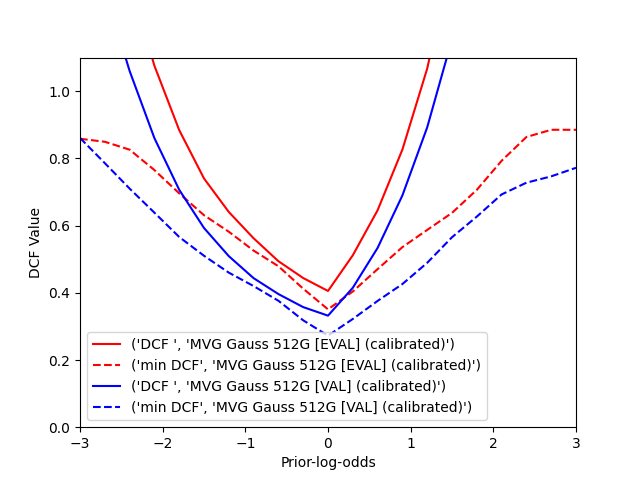 1.0
0.8
0.6
0.4
0.2
0.0
DCF Value
('DCF ', 'MVG Gauss 512G [EVAL] (calibrated)')
('min DCF', 'MVG Gauss 512G [EVAL] (calibrated)')
('DCF ', 'MVG Gauss 512G [VAL] (calibrated)')
('min DCF', 'MVG Gauss 512G [VAL] (calibrated)')
−3 −2 −1 0 1 2 3
Prior-log-odds